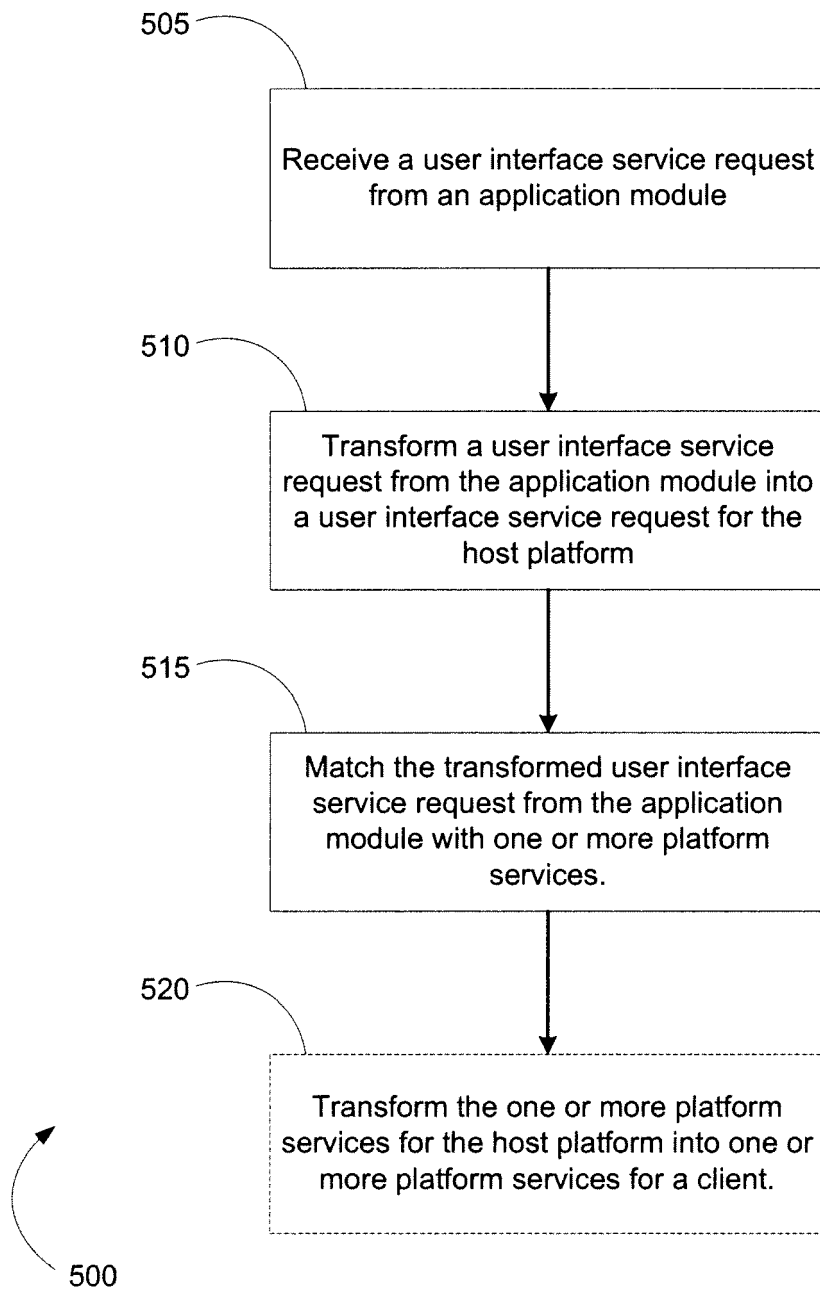 505
Receive a user interface service request
from an application module
510
Transform a user interface service
request from the application module into
a user interface service request for the
host platform
515
Match the transformed user interface
service request from the application
module with one or more platform
services.
520
Transform the one or more platform
services for the host platform into one or
more platform services for a client.
500